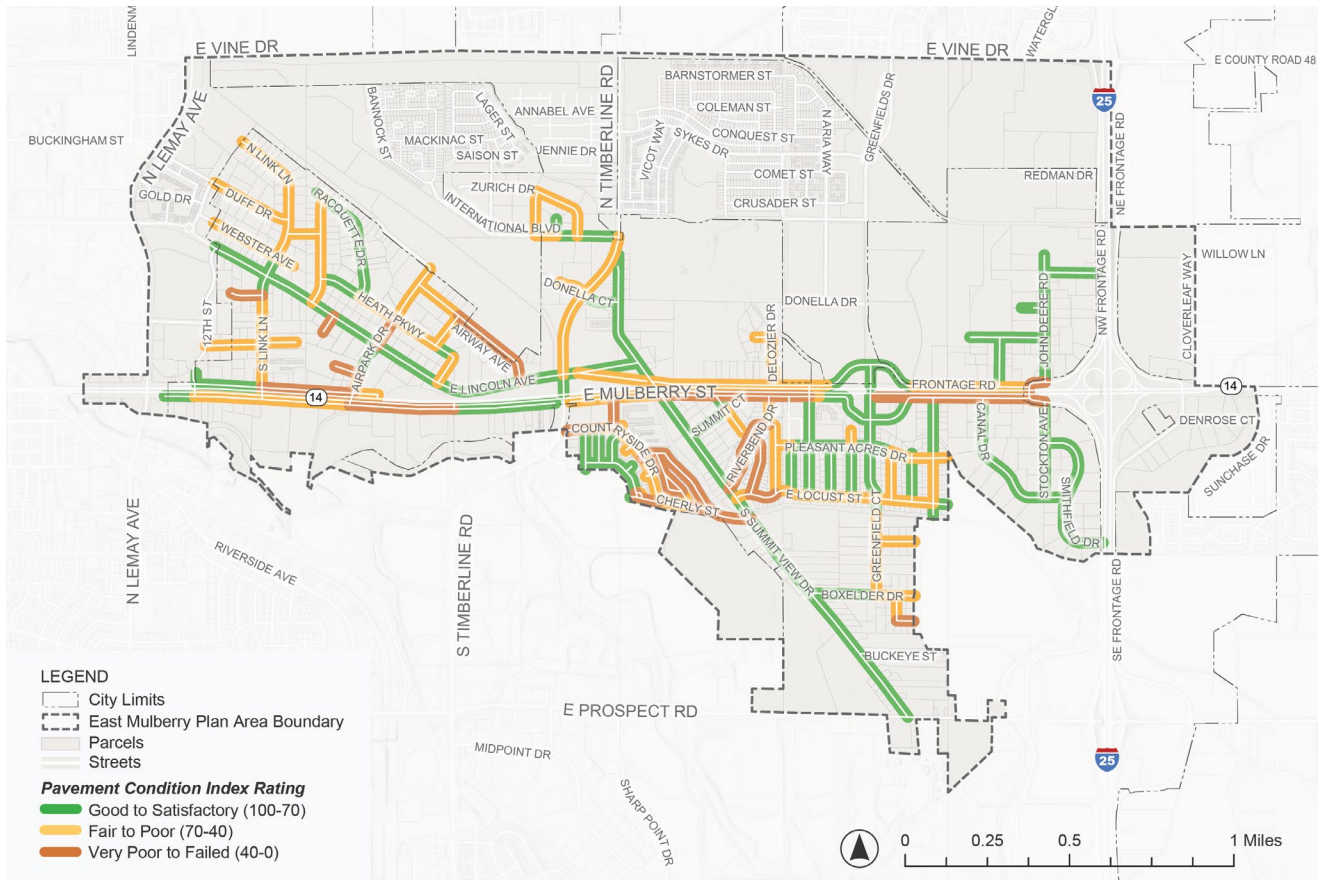 LINDENM
E VINE DR
E VINE DR
WATERGL
E COUNTY ROAD 48
BARNSTORMER ST
25
N LEMAY AVE
BANNOCK ST
LAGER ST
ANNABEL AVE
COLEMAN ST
GREENFIELDS DR
NE FRONTAGE RD
BUCKINGHAM ST
MACKINAC ST
CONQUEST ST
N ARIA WAY
SAISON ST
JENNIE DR
SYKES DR
VICOT WAY
N LINK LN
N TIMBERLINE RD
COMET ST
REDMAN DR
GOLD DR
DUFF DR
RACQUETTE DR
ZURICH DR
CRUSADER ST
INTERNATIONAL BLVD
WEBSTER AVE
NW FRONTAGE RD
WILLOW LN
CLOVERLEAF WAY
12TH ST
HEATH PKWY
DONELLA CT
DONELLA DR
JOHN DEERE RD
S LINK LN
AIRPARK DR
AIRWAY AVE
DELOZIER DR
E LINCOLN AVE
FRONTAGE RD
14
E MULBERRY ST
14
SUMMIT CT
CANAL DR
STOCKTON AVE
DENROSE CT
COUNTRYSIDE DR
RIVERBEND DR
PLEASANT ACRES DR
SUNCHASE DR
CHERLY ST
E LOCUST ST
SMITHFIELD DR
N LEMAY AVE
S TIMBERLINE RD
S SUMMIT VIEW DR
GREENFIELD CT
RIVERSIDE AVE
BOXELDER DR
SE FRONTAGE RD
BUCKEYE ST
E PROSPECT RD
MIDPOINT DR
SHARP POINT DR
25
LEGEND
City Limits
East Mulberry Plan Area Boundary
Parcels
Streets
Pavement Condition Index Rating
Good to Satisfactory (100-70)
Fair to Poor (70-40)
Very Poor to Failed (40-0)
0 0.25 0.5 1 Miles